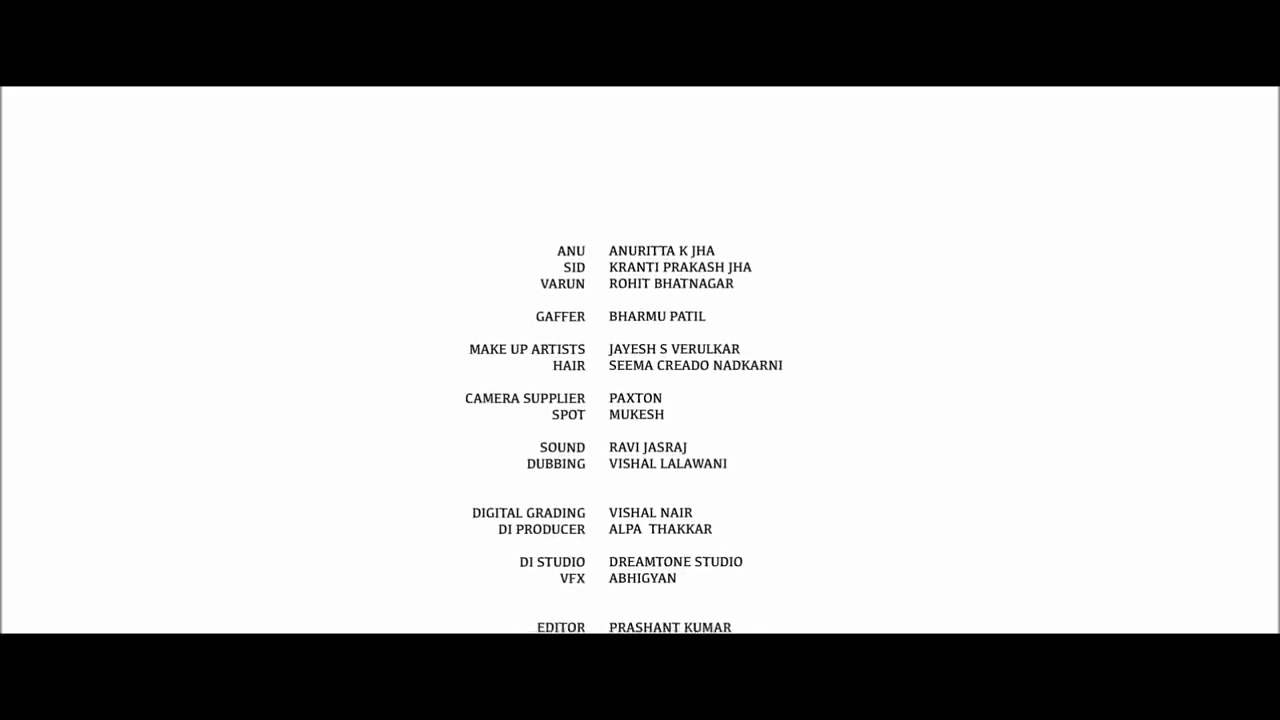 ANU ANURITTA K JHA
SID KRANTI PRAKASH JHA
VARUN ROHIT BHATNAGAR
GAFFER BHARMU PATIL
MAKE UP ARTISTS JAYESH S VERULKAR
HAIR SEEMA CREADO NADKARNI
CAMERA SUPPLIER PAXTON
SPOT MUKESH
SOUND RAVI JASRAJ
DUBBING VISHAL LALAWANI
DIGITAL GRADING VISHAL NAIR
DI PRODUCER ALPA THAKKAR
DI STUDIO DREAMTONE STUDIO
VFX ABHIGYAN
EDITOR PRASHANT KUMAR